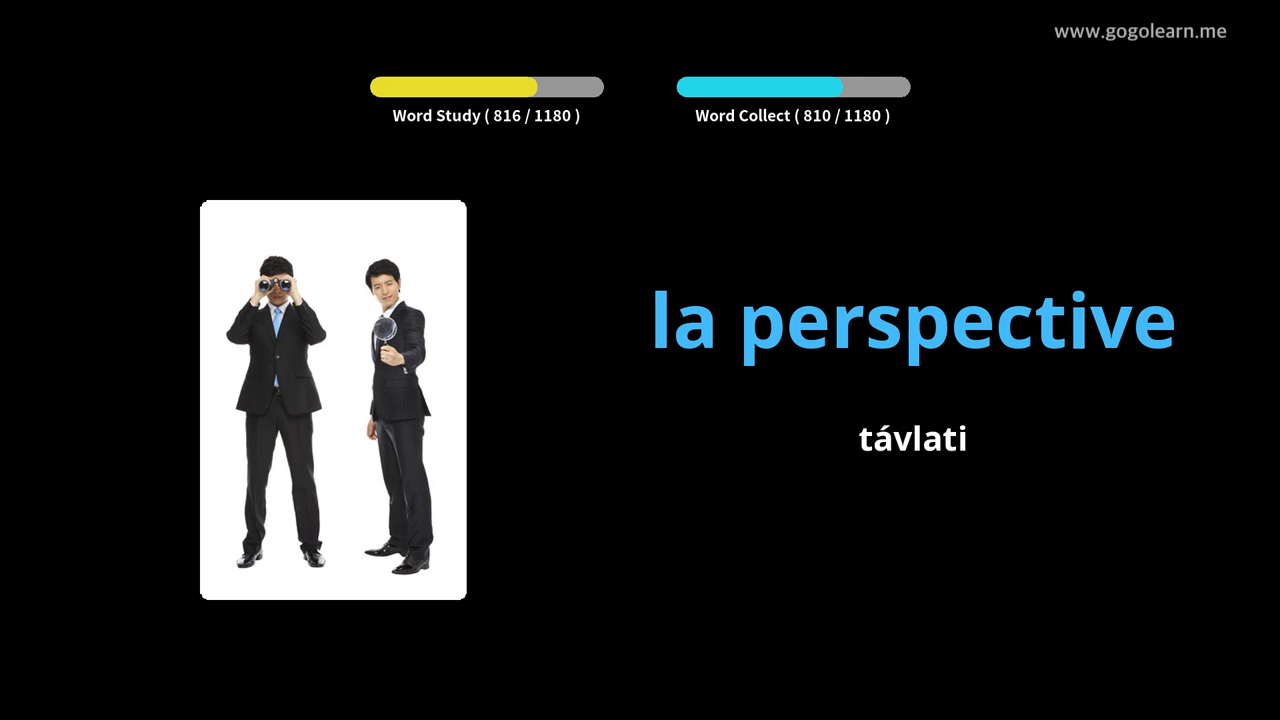 www.gogolearn.me
Word Study ( 816 / 1180 )
Word Collect ( 810 / 1180 )
la perspective
távlati